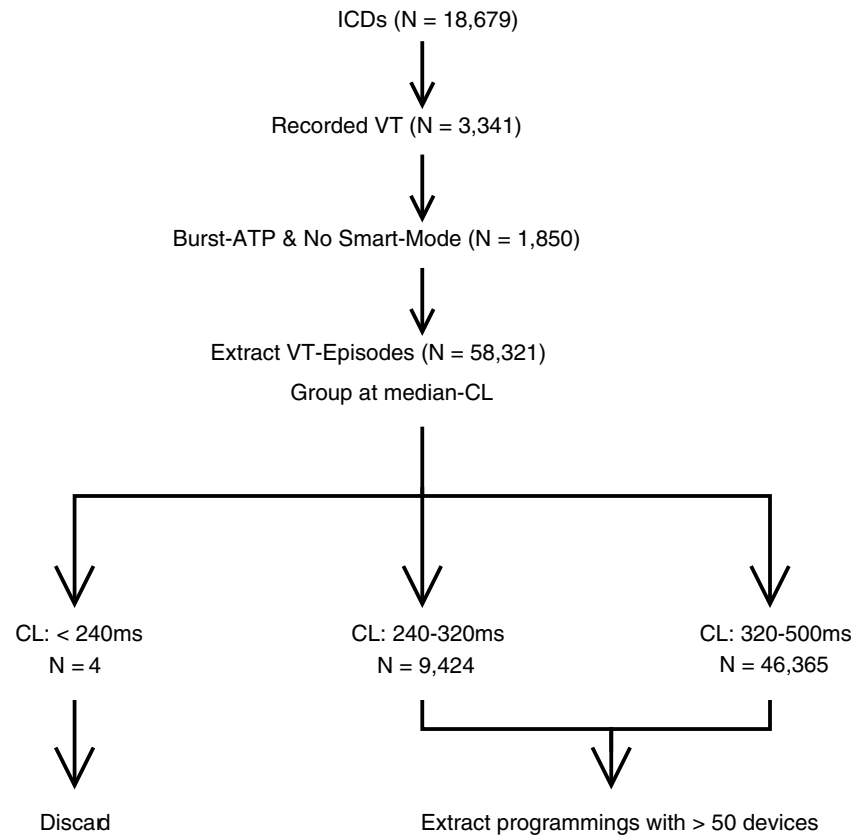 ICDs (N = 18,679)
Recorded VT (N = 3,341)
Burst-ATP & No Smart-Mode (N = 1,850)
Extract VT-Episodes (N = 58,321)
Group at median-CL
CL: < 240ms
N = 4
CL: 240-320ms
N = 9,424
CL: 320-500ms
N = 46,365
Discard
Extract programmings with > 50 devices